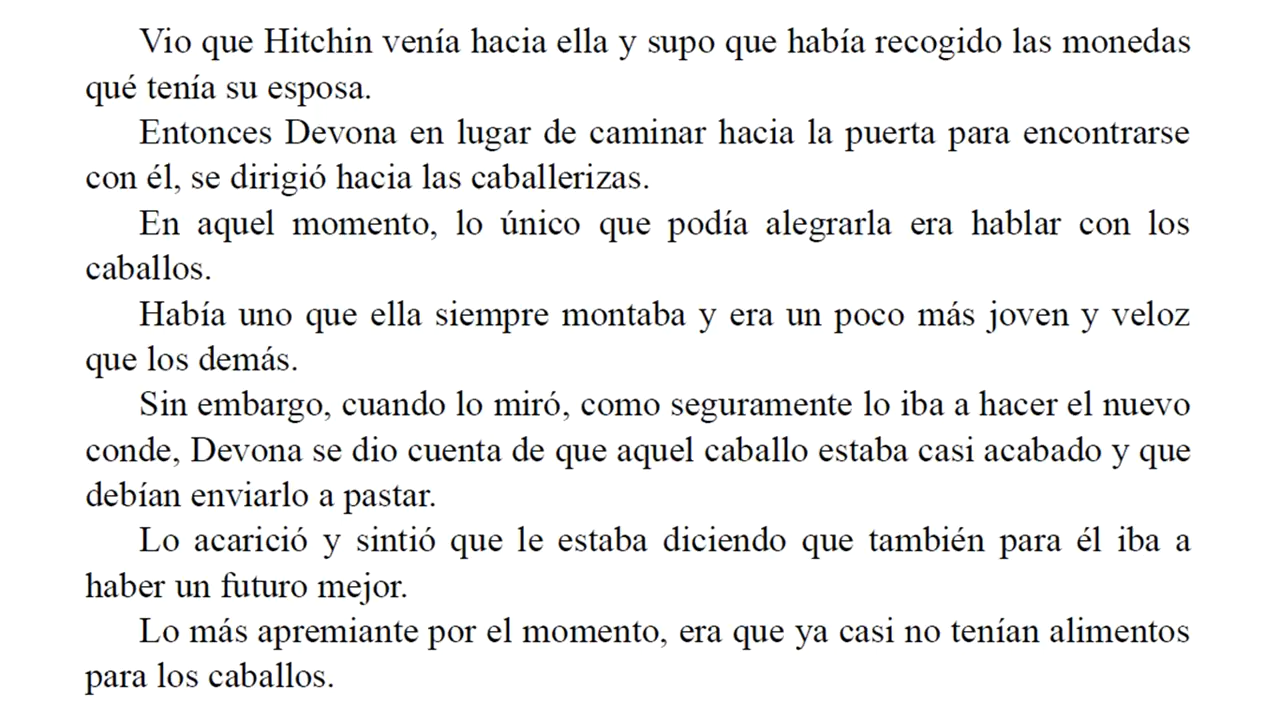 Vio que Hitchin venía hacia ella y supo que había recogido las monedas
qué tenía su esposa.
Entonces Devona en lugar de caminar hacia la puerta para encontrarse
con él, se dirigió hacia las caballerizas.
En aquel momento, lo único que podía alegrarla era hablar con los
caballos.
Había uno que ella siempre montaba y era un poco más joven y veloz
que los demás.
Sin embargo, cuando lo miró, como seguramente lo iba a hacer el nuevo
conde, Devona se dio cuenta de que aquel caballo estaba casi acabado y que
debían enviarlo a pastar.
Lo acarició y sintió que le estaba diciendo que también para él iba a
haber un futuro mejor.
Lo más apremiante por el momento, era que ya casi no tenían alimentos
para los caballos.